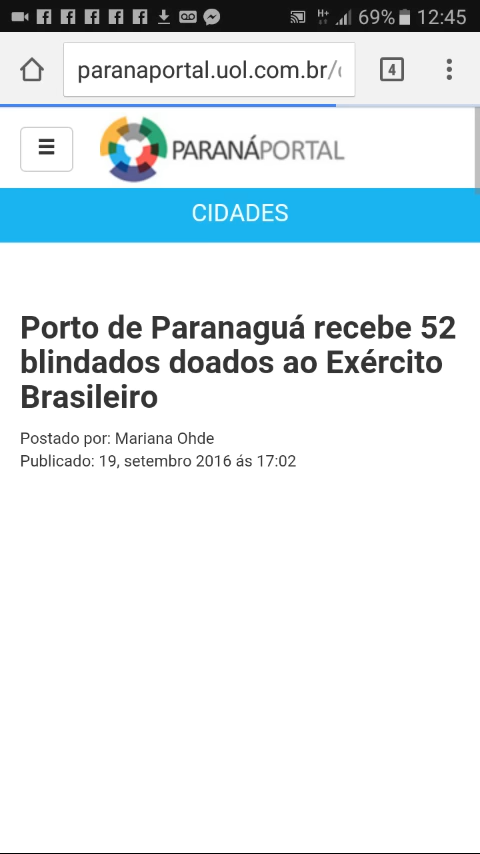 H+ 69% 12:45
paranaportal.uol.com.br/ 4
PARANÁPORTAL
CIDADES
Porto de Paranaguá recebe 52
blindados doados ao Exército
Brasileiro
Postado por: Mariana Ohde
Publicado: 19, setembro 2016 ás 17:02